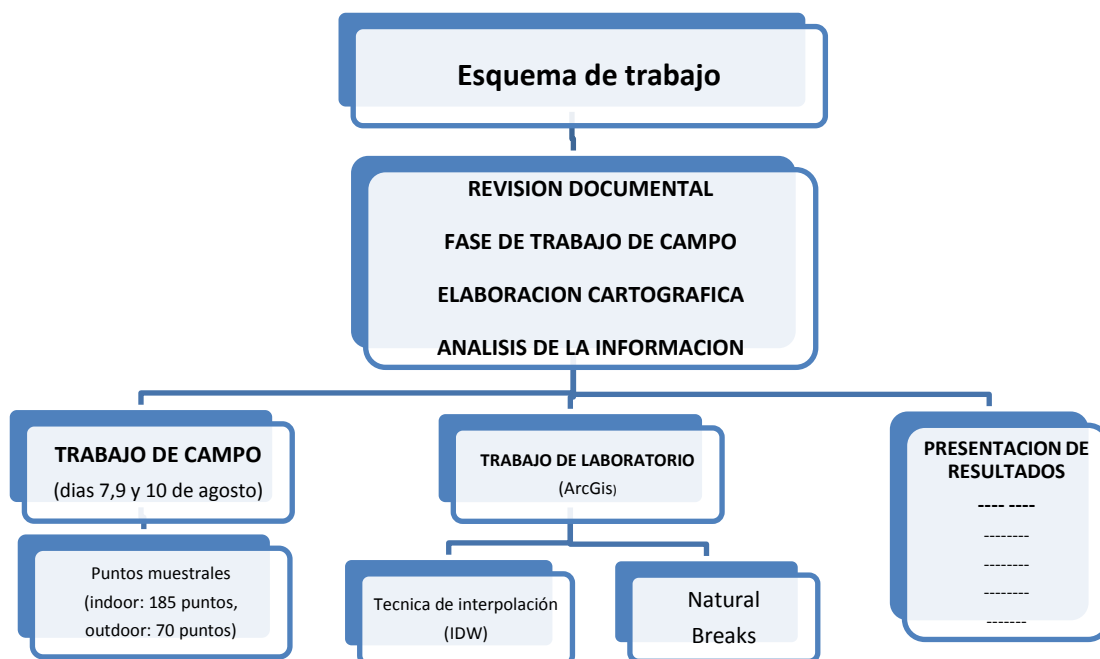 Esquema de trabajo
REVISION DOCUMENTAL
FASE DE TRABAJO DE CAMPO
ELABORACION CARTOGRAFICA
ANALISIS DE LA INFORMACION
TRABAJO DE CAMPO
(dias 7,9 y 10 de agosto)
Puntos muestrales
(indoor: 185 puntos,
outdoor: 70 puntos)
TRABAJO DE LABORATORIO
(ArcGis)
Tecnica de interpolación
(IDW)
Natural
Breaks
PRESENTACION DE
RESULTADOS
---- ----
--------
--------
--------
-------